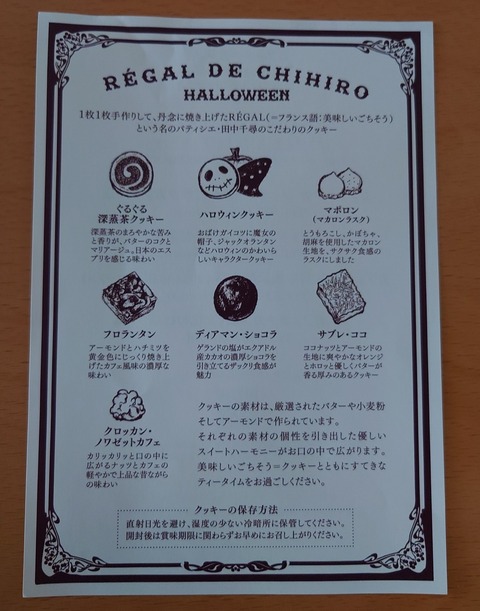 RÉGAL DE CHIHIRO
HALLOWEEN
1枚1枚手作りして、丹念に焼き上げたRÉGAL(=フランス語:美味しいごちそう)
という名のパティシエ・田中千尋のこだわりのクッキー
ぐるぐる
深蒸茶クッキー
深蒸茶のまろやかな苦み
と香りが、バターのコクと
マリアージュ。日本のエス
プリを感じる味わい
ハロウィンクッキー
おばけガイコツに魔女の
帽子、ジャックオランタン
などハロウィンのかわいら
しいキャラクタークッキー
マボロン
(マカロンラスク)
とうもろこし、かぼちゃ、
胡麻を使用したマカロン
生地を、サクサク食感の
ラスクにしました
フロランタン
アーモンドとハチミツを
黄金色にじっくり焼き上
げたカフェ風味の濃厚な
味わい
ディアマン・ショコラ
ゲランドの塩がエクアドル
産カカオの濃厚ショコラを
引き立てるザックリ食感が
魅力
サブレ・ココ
ココナッツとアーモンドの
生地に爽やかなオレンジ
とホロッと優しくバターが
香る厚みのあるクッキー
クロッカン・
ノワゼットカフェ
カリッカリッと口の中に
広がるナッツとカフェの
軽やかで上品な昔ながら
の味わい
クッキーの素材は、厳選されたバターや小麦粉
そしてアーモンドで作られています。
それぞれの素材の個性を引き出した優しい
スイートハーモニーがお口の中で広がります。
美味しいごちそう=クッキーとともにすてきな
ティータイムをお過ごしください。
クッキーの保存方法
直射日光を避け、湿度の少ない冷暗所に保管してください。
開封後は賞味期限に関わらずお早めにお召し上がりください。